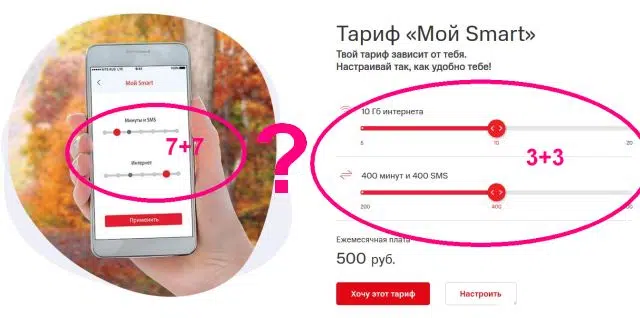 Мой Smart
Минуты и SMS
7+7
Интернет
Применить
?
Тариф «Мой Smart»
Твой тариф зависит от тебя.
Настраивай так, как удобно тебе!
10 Гб интернета
5 10 20
3+3
400 минут и 400 SMS
200 400
Ежемесячная плата
500 руб.
Хочу этот тариф Настроить